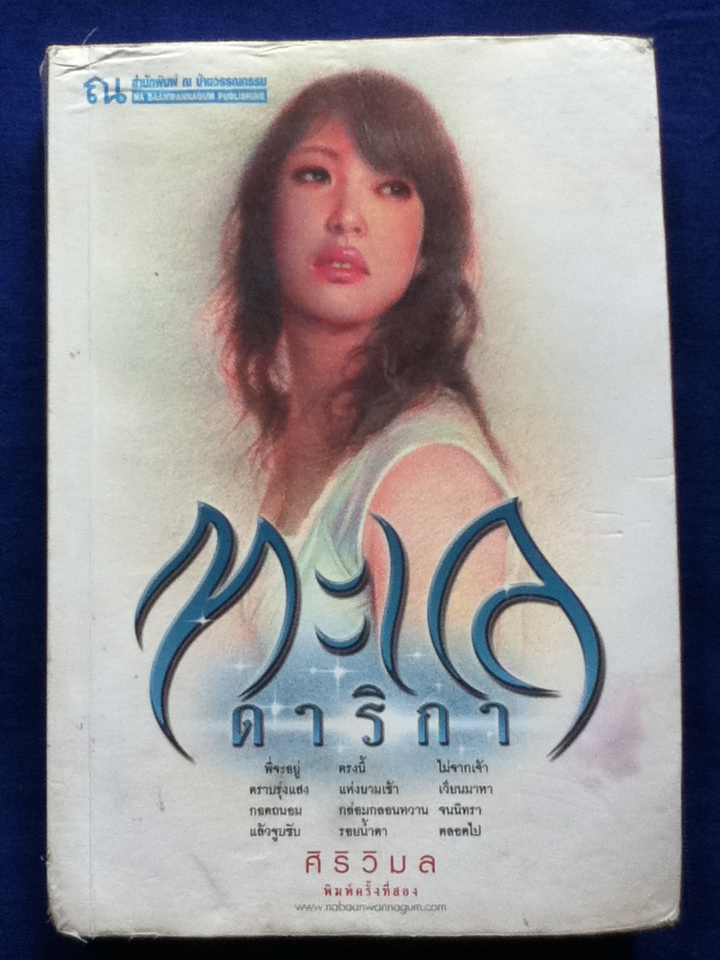 ณ สำนักพิมพ์ ณ บ้านวรรณกรรม
NA BAANWANNAGUM PUBLISHING
ทะเล
ดาริกา
พี่จะอยู่ ตรงนี้ ไม่จากเจ้า
ตราบรุ่งแสง แห่งยามเช้า เวียนมาหา
กอดถนอม กล่อมกลอนหวาน จนนิทรา
แล้วจูบซับ รอยน้ำตา ตลอดไป
ศิริวิมล
พิมพ์ครั้งที่สอง
www.nabaanwannagum.com